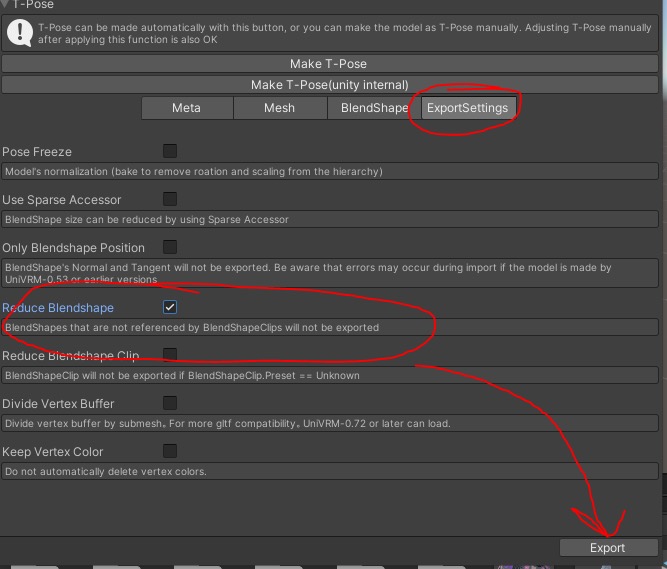 T-Pose
T-Pose can be made automatically with this button, or you can make the model as T-Pose manually. Adjusting T-Pose manually
after applying this function is also OK
Make T-Pose
Make T-Pose(unity internal)
Meta Mesh BlendShape ExportSettings
Pose Freeze
Model's normalization (bake to remove roation and scaling from the hierarchy)
Use Sparse Accessor
BlendShape size can be reduced by using Sparse Accessor
Only Blendshape Position
BlendShape's Normal and Tangent will not be exported. Be aware that errors may occur during import if the model is made by
UniVRM-0.53 or earlier versions
Reduce Blendshape
BlendShapes that are not referenced by BlendShapeClips will not be exported
Reduce Blendshape Clip
BlendShapeClip will not be exported if BlendShapeClip.Preset == Unknown
Divide Vertex Buffer
Divide vertex buffer by submesh。For more gltf compatibility。UniVRM-0.72 or later can load.
Keep Vertex Color
Do not automatically delete vertex colors.
Export